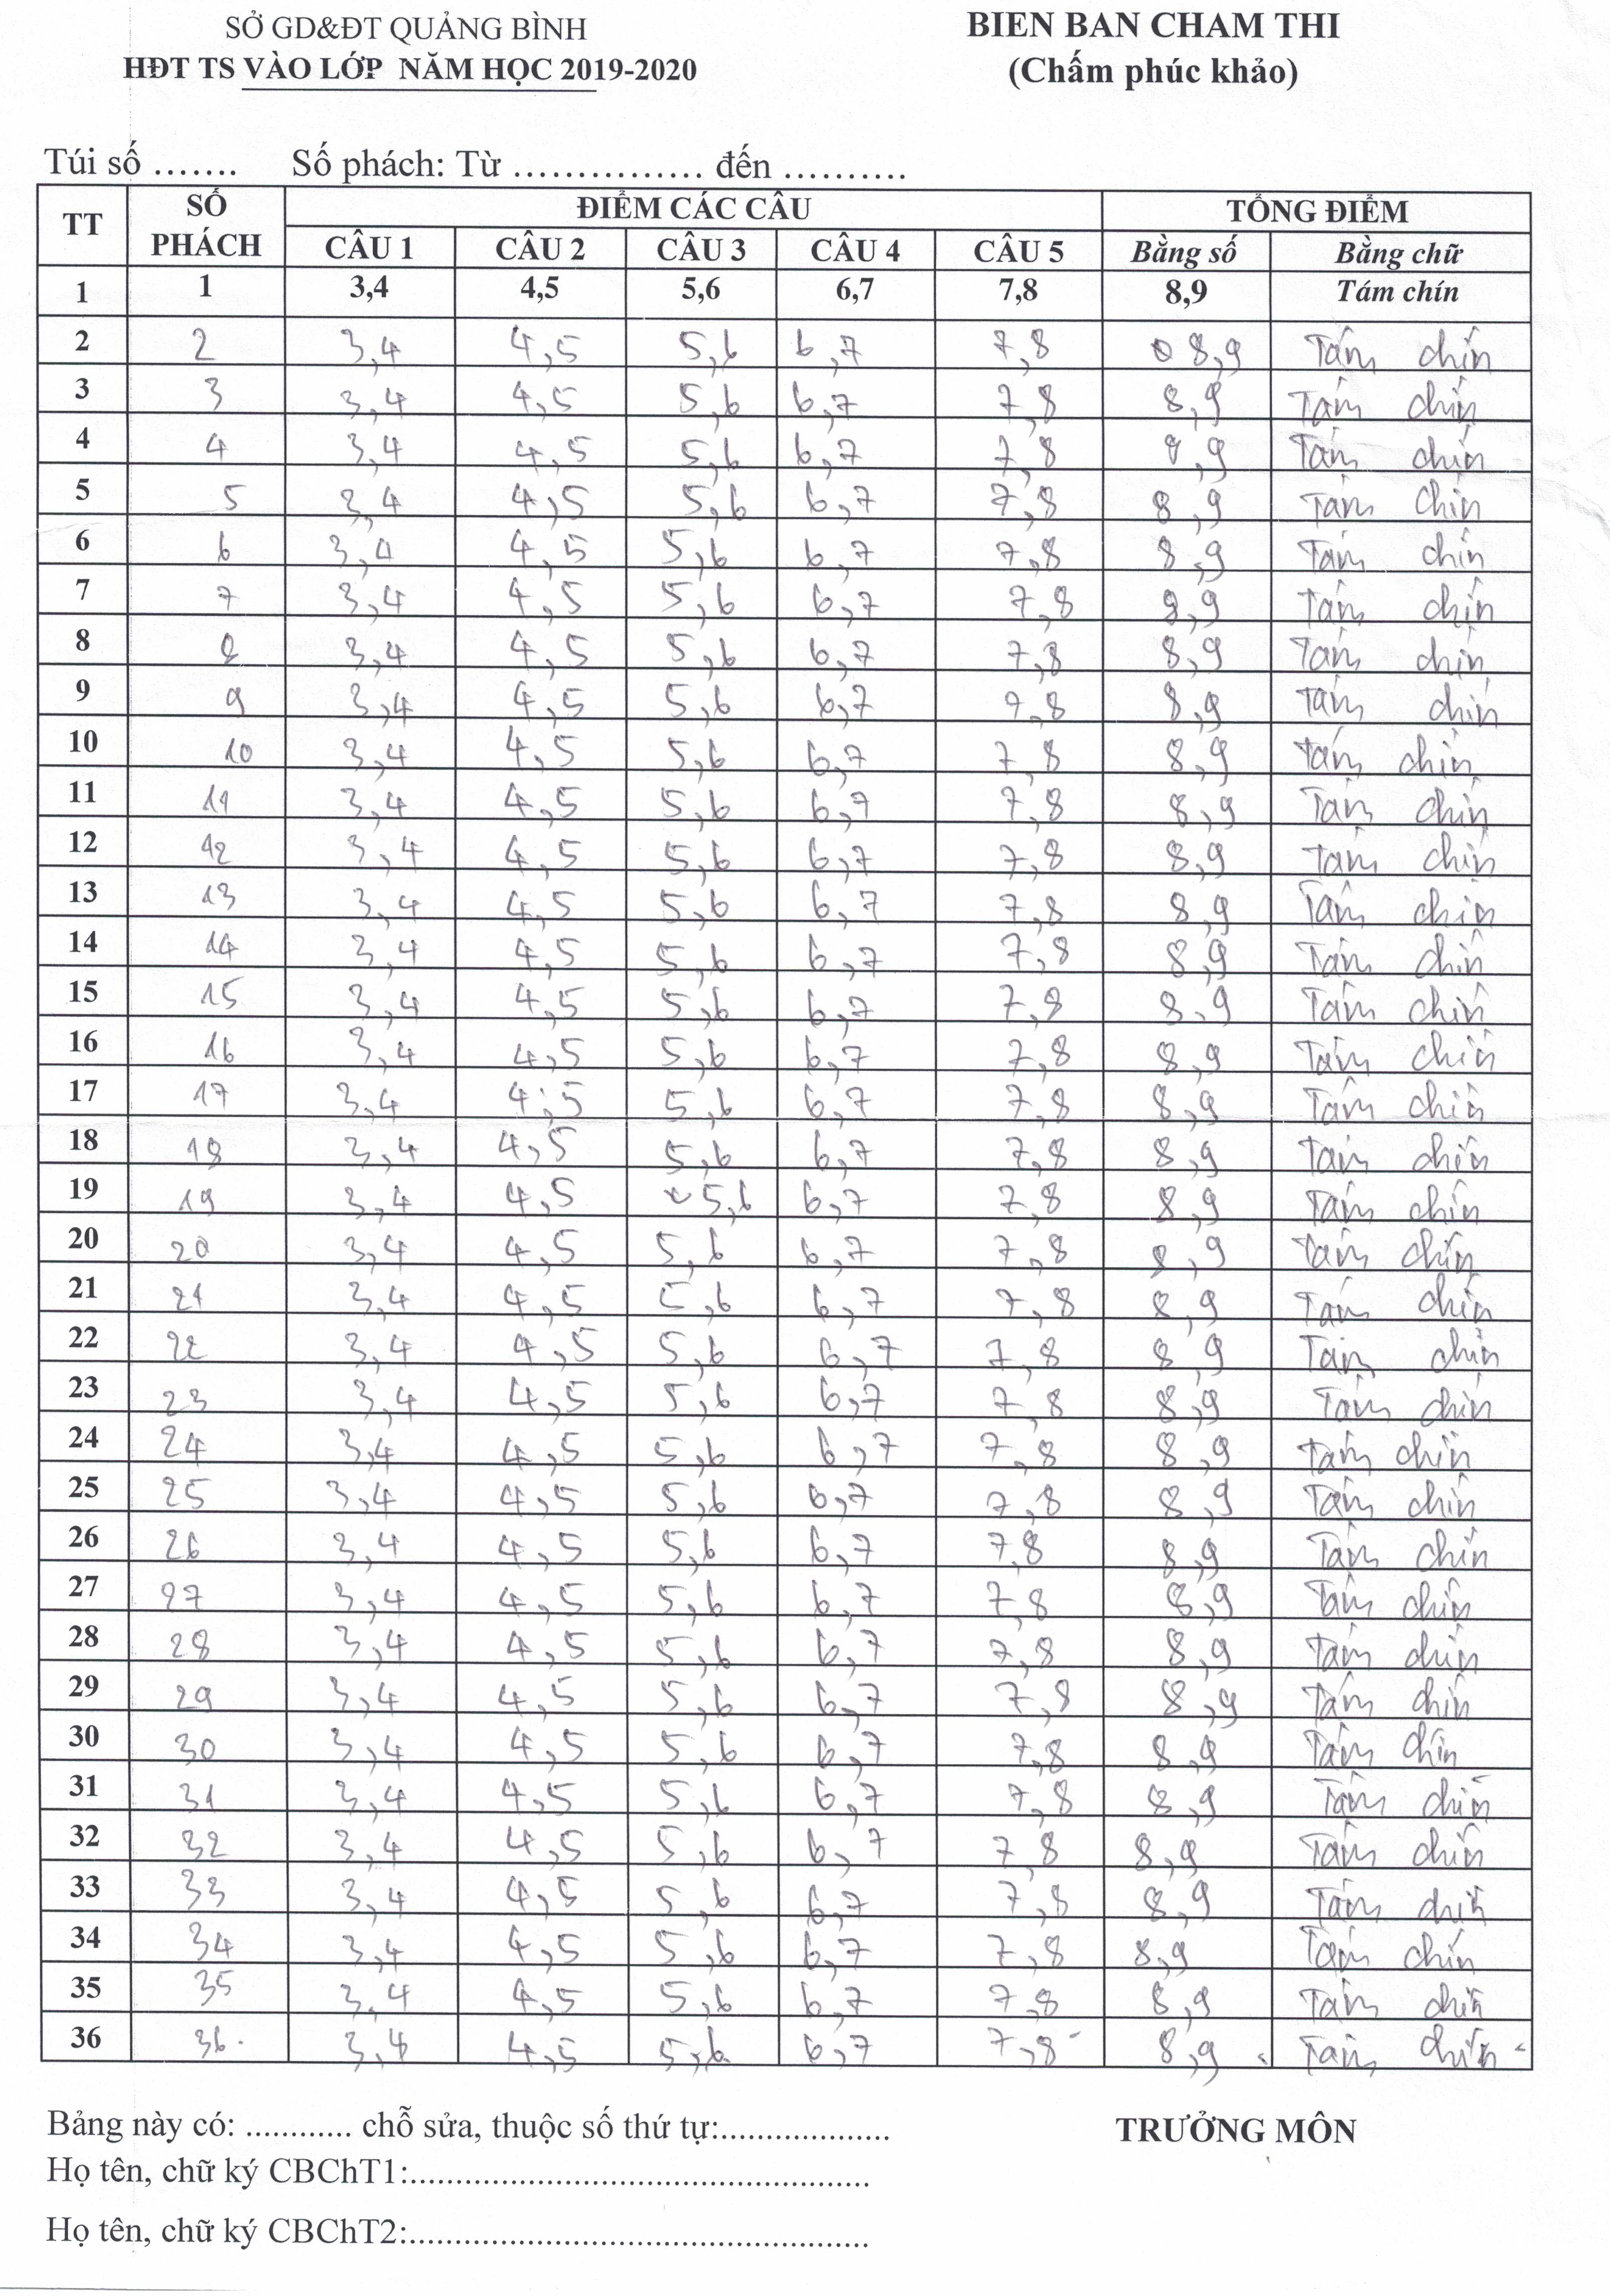 SỞ GD&ĐT QUẢNG BÌNH
HĐT TS VÀO LỚP NĂM HỌC 2019-2020
BIEN BAN CHAM THI
(Chấm phúc khảo)
Túi số ....... Số phách: Từ ............... đến ..........
TT SỐ PHÁCH ĐIỂM CÁC CÂU TỔNG ĐIỂM
CÂU 1 CÂU 2 CÂU 3 CÂU 4 CÂU 5 Bằng số Bằng chữ
1 1 3,4 4,5 5,6 6,7 7,8 8,9 Tám chín
2 2 3,4 4,5 5,6 6,7 7,8 8,9 Tám chín
3 3 3,4 4,5 5,6 6,7 7,8 8,9 Tám chín
4 4 3,4 4,5 5,6 6,7 7,8 8,9 Tám chín
5 5 3,4 4,5 5,6 6,7 7,8 8,9 Tám chín
6 6 3,4 4,5 5,6 6,7 7,8 8,9 Tám chín
7 7 3,4 4,5 5,6 6,7 7,8 8,9 Tám chín
8 8 3,4 4,5 5,6 6,7 7,8 8,9 Tám chín
9 9 3,4 4,5 5,6 6,7 7,8 8,9 Tám chín
10 10 3,4 4,5 5,6 6,7 7,8 8,9 Tám chín
11 11 3,4 4,5 5,6 6,7 7,8 8,9 Tám chín
12 12 3,4 4,5 5,6 6,7 7,8 8,9 Tám chín
13 13 3,4 4,5 5,6 6,7 7,8 8,9 Tám chín
14 14 3,4 4,5 5,6 6,7 7,8 8,9 Tám chín
15 15 3,4 4,5 5,6 6,7 7,8 8,9 Tám chín
16 16 3,4 4,5 5,6 6,7 7,8 8,9 Tám chín
17 17 3,4 4,5 5,6 6,7 7,8 8,9 Tám chín
18 18 3,4 4,5 5,6 6,7 7,8 8,9 Tám chín
19 19 3,4 4,5 5,6 6,7 7,8 8,9 Tám chín
20 20 3,4 4,5 5,6 6,7 7,8 8,9 Tám chín
21 21 3,4 4,5 5,6 6,7 7,8 8,9 Tám chín
22 22 3,4 4,5 5,6 6,7 7,8 8,9 Tám chín
23 23 3,4 4,5 5,6 6,7 7,8 8,9 Tám chín
24 24 3,4 4,5 5,6 6,7 7,8 8,9 Tám chín
25 25 3,4 4,5 5,6 6,7 7,8 8,9 Tám chín
26 26 3,4 4,5 5,6 6,7 7,8 8,9 Tám chín
27 27 3,4 4,5 5,6 6,7 7,8 8,9 Tám chín
28 28 3,4 4,5 5,6 6,7 7,8 8,9 Tám chín
29 29 3,4 4,5 5,6 6,7 7,8 8,9 Tám chín
30 30 3,4 4,5 5,6 6,7 7,8 8,9 Tám chín
31 31 3,4 4,5 5,6 6,7 7,8 8,9 Tám chín
32 32 3,4 4,5 5,6 6,7 7,8 8,9 Tám chín
33 33 3,4 4,5 5,6 6,7 7,8 8,9 Tám chín
34 34 3,4 4,5 5,6 6,7 7,8 8,9 Tám chín
35 35 3,4 4,5 5,6 6,7 7,8 8,9 Tám chín
36 36. 3,4 4,5 5,6 6,7 7,8 8,9 Tám chín
Bảng này có: ............ chỗ sửa, thuộc số thứ tự:................... TRƯỞNG MÔN
Họ tên, chữ ký CBChT1:....................................................
Họ tên, chữ ký CBChT2:....................................................